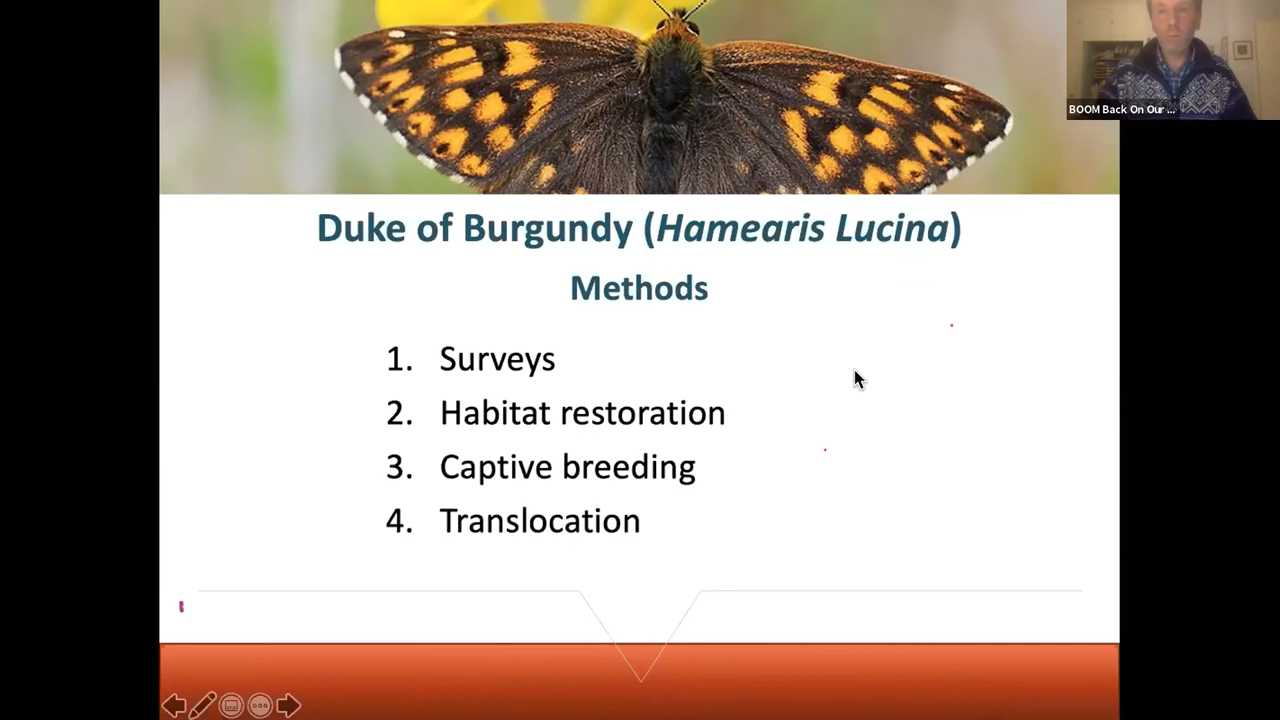 BOOM Back On Our ...
Duke of Burgundy (Hamearis Lucina)
Methods
1. Surveys
2. Habitat restoration
3. Captive breeding
4. Translocation